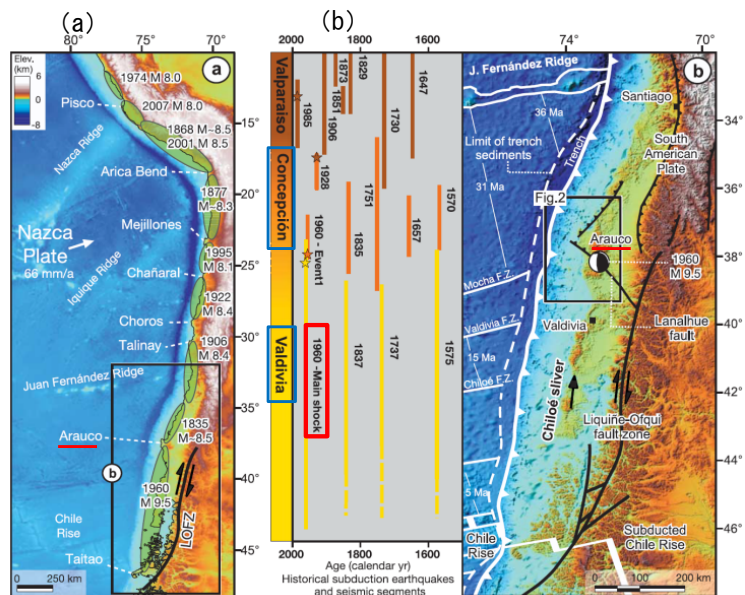 (a)
(b)
80°
75°
70°
Elev.
(km)
6
0
-8
a
1974 M 8.0
Pisco
2007 M 8.0
Nazca Ridge
1868 M~8.5
2001 M 8.5
Arica Bend
15°
1877
M~8.3
20°
Mejillones
Nazca
Plate
66 mm/a
Iquique Ridge
1995
M 8.1
Chañaral
25°
1922
M 8.4
Choros
Talinay
30°
1906
M 8.4
Juan Fernández Ridge
35°
1835
M~8.5
Arauco
b
40°
1960
M 9.5
LOFZ
Chile
Rise
45°
Taitao
0 250 km
2000 1800 1600
Valparaiso
Concepción
Valdivia
1985
1906
1851
1873
1829
1730
1647
1928
1960 - Event1
1835
1751
1657
1570
1960 -Main shock
1837
1737
1575
2000 1800 1600
Age (calendar yr)
Historical subduction earthquakes
and seismic segments
74°
70°
b
J. Fernández Ridge
Santiago
34°
36 Ma
Limit of trench
sediments
Trench
South
American
Plate
31 Ma
36°
Fig.2
Arauco
38°
1960
M 9.5
Mocha F.Z.
Valdivia F.Z.
Valdivia
40°
Lanalhue
fault
15 Ma
Chiloé F.Z.
Chiloé sliver
42°
Liquiñe-Ofqui
fault zone
44°
5 Ma
46°
Chile
Rise
Subducted
Chile Rise
0 100 200 km